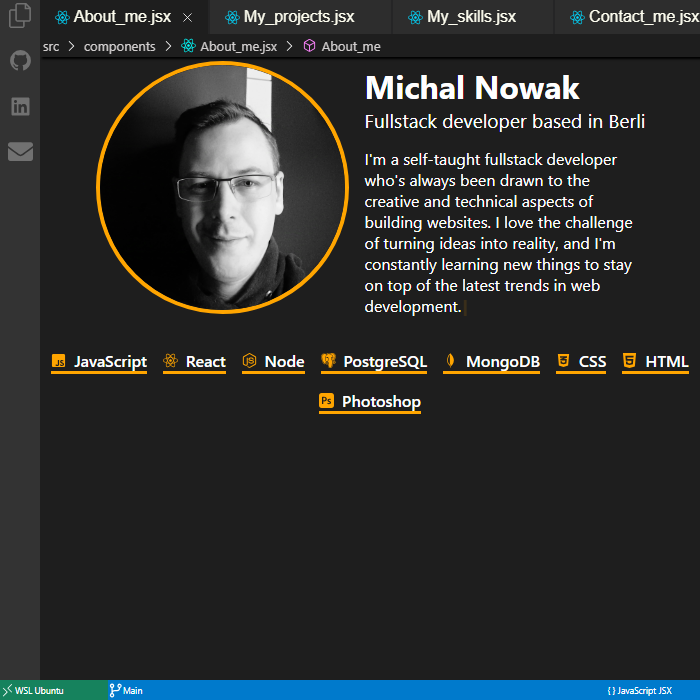 About_me.jsx My_projects.jsx My_skills.jsx Contact_me.jsx
src components About_me.jsx About_me
Michal Nowak
Fullstack developer based in Berli
I'm a self-taught fullstack developer
who's always been drawn to the
creative and technical aspects of
building websites. I love the challenge
of turning ideas into reality, and I'm
constantly learning new things to stay
on top of the latest trends in web
development.
JS JavaScript React Node PostgreSQL MongoDB CSS HTML
Ps Photoshop
WSL Ubuntu Main { } JavaScript JSX